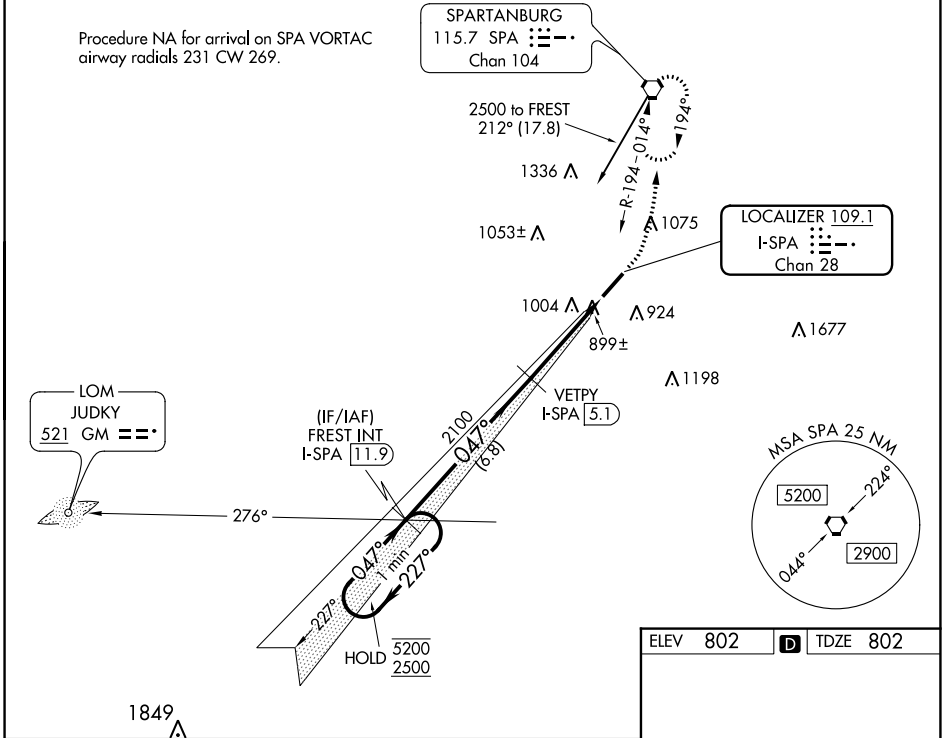 Procedure NA for arrival on SPA VORTAC
airway radials 231 CW 269.
SPARTANBURG
115.7 SPA
Chan 104
2500 to FREST
212° (17.8)
194°
R-194-014°
1336
1053±
1075
LOCALIZER 109.1
I-SPA
Chan 28
1004
924
899±
1677
1198
VETPY
I-SPA 5.1
LOM
JUDKY
521 GM
(IF/IAF)
FREST INT
I-SPA 11.9
2100
047°
(6.8)
276°
047°
1 min
227°
227°
HOLD 5200
2500
MSA SPA 25 NM
5200
224°
044°
2900
1849
ELEV 802 D TDZE 802